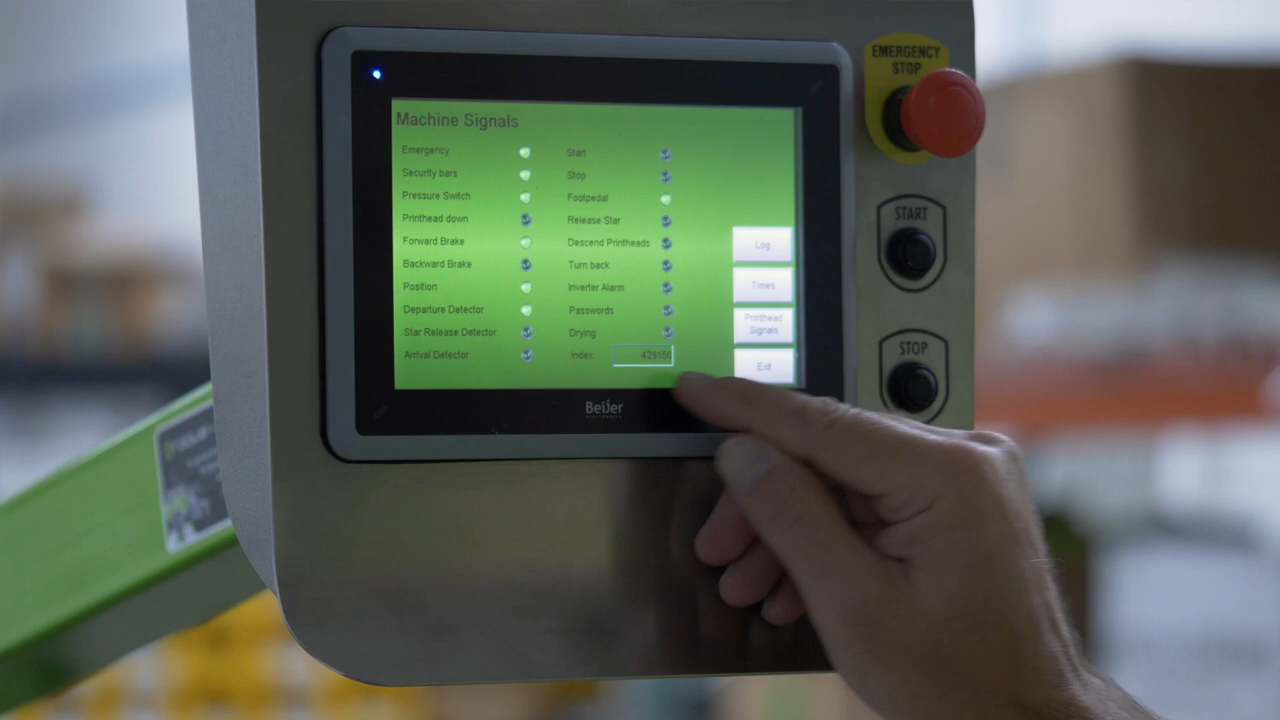 EMERGENCY
STOP
Machine Signals
Emergency
Security bars
Pressure Switch
Printhead down
Forward Brake
Backward Brake
Position
Departure Detector
Star Release Detector
Arrival Detector
Start
Stop
Footpedal
Release Star
Descend Printheads
Turn back
Inverter Alarm
Passwords
Drying
Index: 429150
Log
Times
Printhead
Signals
Exit
START
STOP
Beijer
ELECTRONICS